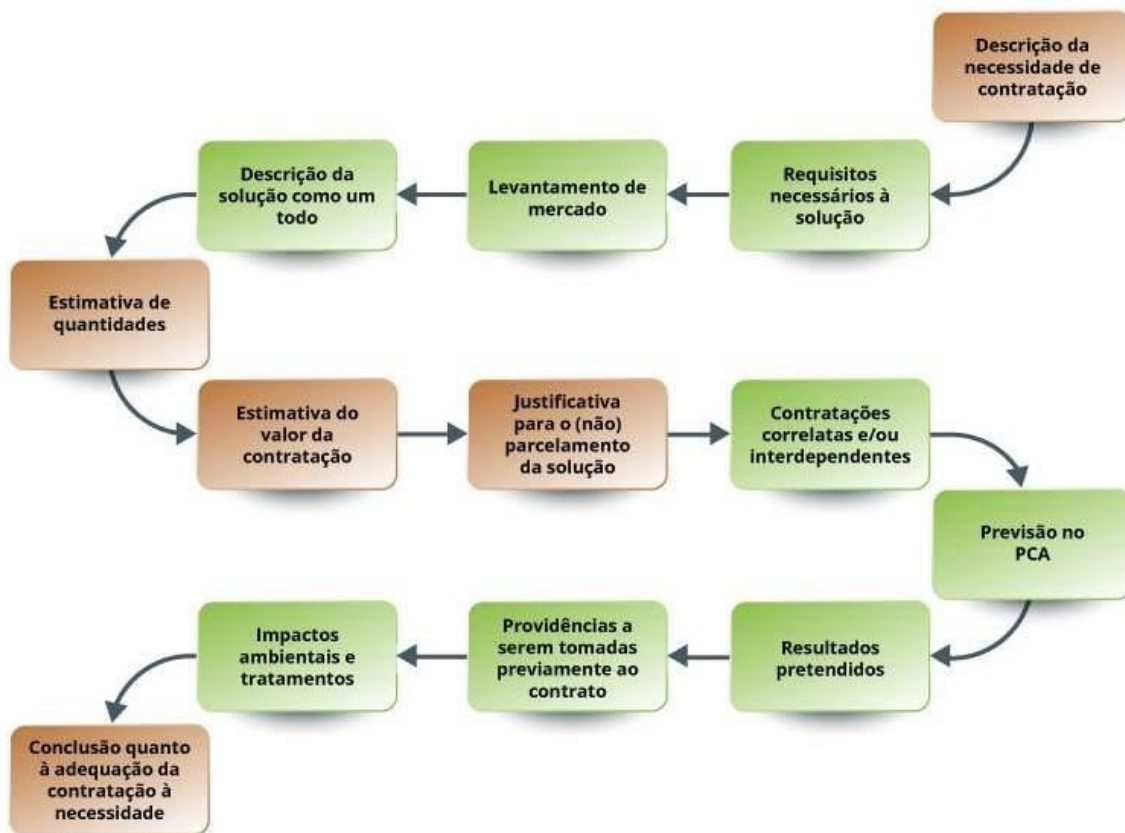 Descrição da
necessidade de
contratação
Requisitos
necessários à
solução
Levantamento de
mercado
Descrição da
solução como um
todo
Estimativa de
quantidades
Estimativa do
valor da
contratação
Justificativa
para o (não)
parcelamento
da solução
Contratações
correlatas e/ou
interdependentes
Previsão no
PCA
Resultados
pretendidos
Providências a
serem tomadas
previamente ao
contrato
Impactos
ambientais e
tratamentos
Conclusão quanto
à adequação da
contratação à
necessidade